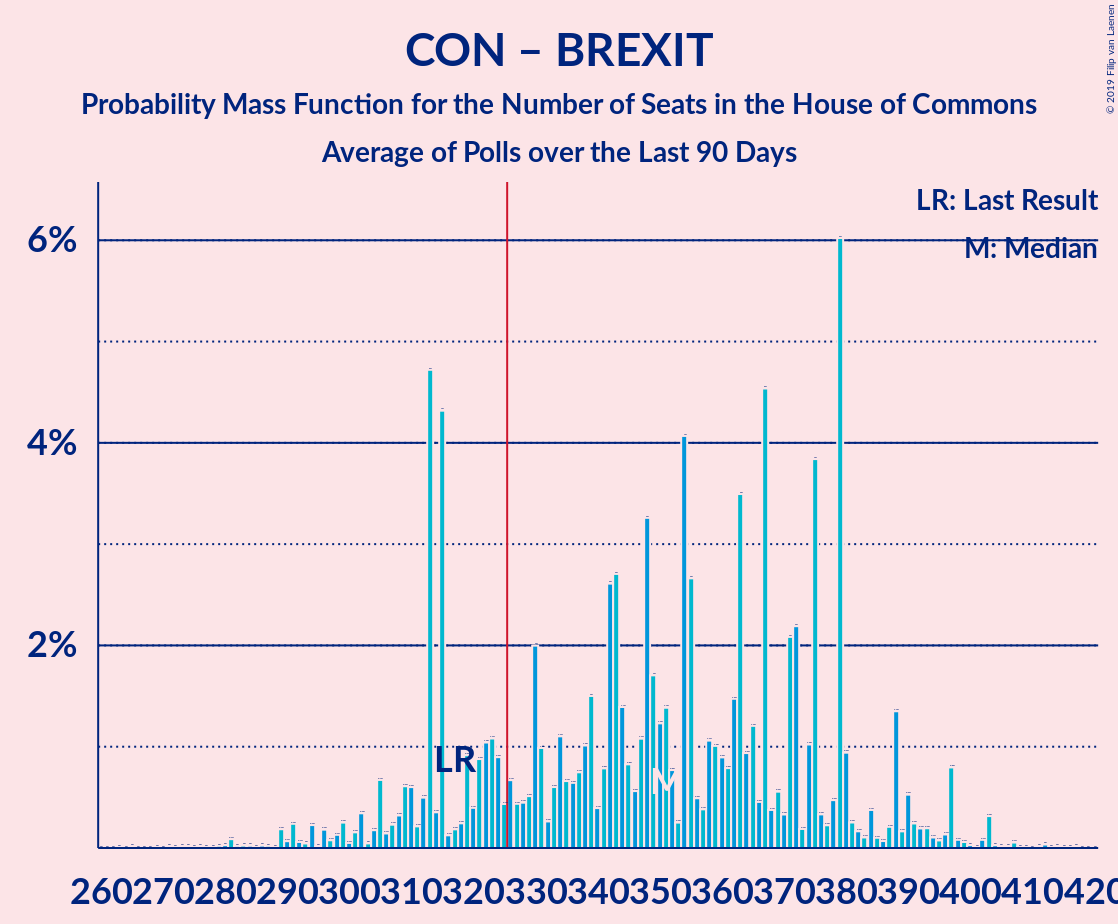 CON – BREXIT
Probability Mass Function for the Number of Seats in the House of Commons
Average of Polls over the Last 90 Days
© 2019 Filip van Laenen
LR: Last Result
M: Median
6%
4%
2%
LR
M
260 270 280 290 300 310 320 330 340 350 360 370 380 390 400 410 420